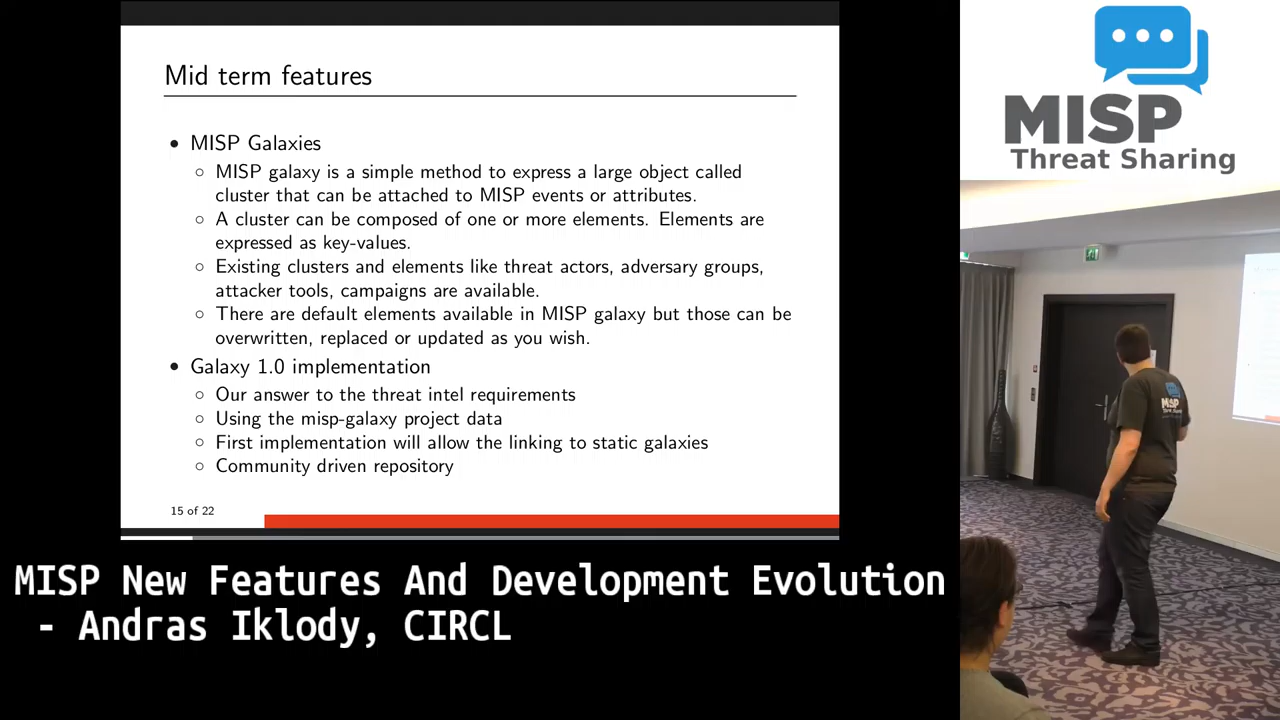 Mid term features
• MISP Galaxies
◦ MISP galaxy is a simple method to express a large object called
cluster that can be attached to MISP events or attributes.
◦ A cluster can be composed of one or more elements. Elements are
expressed as key-values.
◦ Existing clusters and elements like threat actors, adversary groups,
attacker tools, campaigns are available.
◦ There are default elements available in MISP galaxy but those can be
overwritten, replaced or updated as you wish.
• Galaxy 1.0 implementation
◦ Our answer to the threat intel requirements
◦ Using the misp-galaxy project data
◦ First implementation will allow the linking to static galaxies
◦ Community driven repository
15 of 22
MISP New Features And Development Evolution
- Andras Iklody, CIRCL
MISP
Threat Sharing
MISP